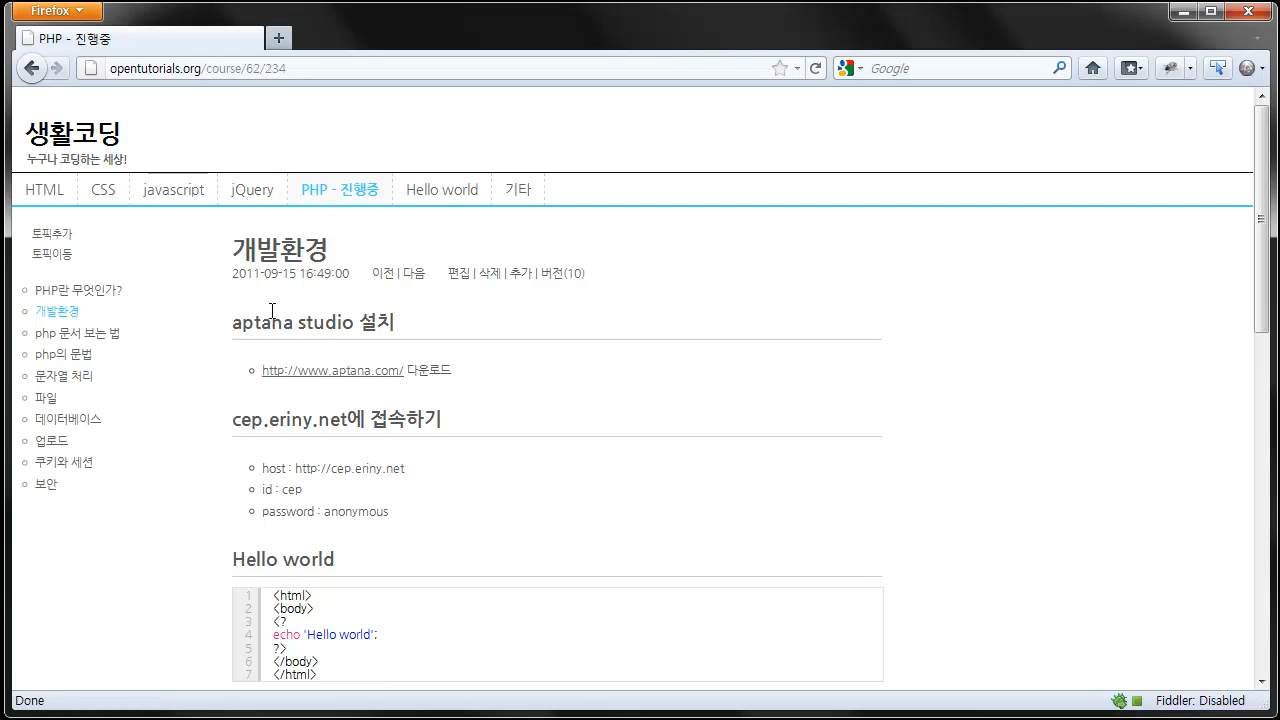 Firefox
PHP - 진행중
opentutorials.org/course/62/234
Google
생활코딩
누구나 코딩하는 세상!
HTML CSS javascript jQuery PHP - 진행중 Hello world 기타
토픽추가
토픽이동
PHP란 무엇인가?
개발환경
php 문서 보는 법
php의 문법
문자열 처리
파일
데이터베이스
업로드
쿠키와 세션
보안
개발환경
2011-09-15 16:49:00 이전 | 다음 편집 | 삭제 | 추가 | 버전(10)
aptana studio 설치
http://www.aptana.com/ 다운로드
cep.eriny.net에 접속하기
host : http://cep.eriny.net
id : cep
password : anonymous
Hello world
1 <html>
2 <body>
3 <?
4 echo 'Hello world';
5 ?>
6 </body>
7 </html>
Done
Fiddler: Disabled